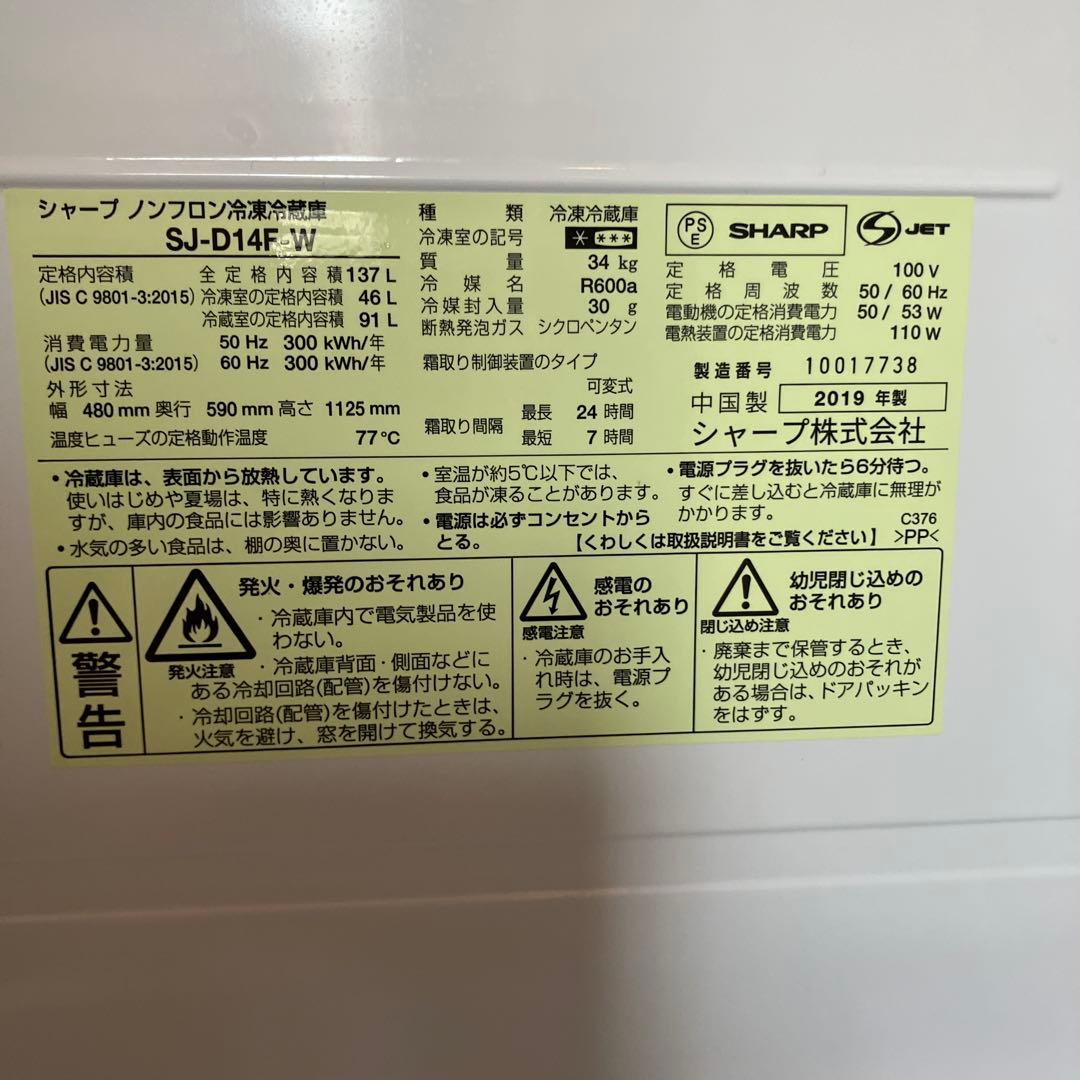 シャープ ノンフロン冷凍冷蔵庫
SJ-D14F-W
定格内容積 全定格内容積 137 L
(JIS C 9801-3:2015) 冷凍室の定格内容積 46 L
冷蔵室の定格内容積 91 L
消費電力量 50 Hz 300 kWh/年
(JIS C 9801-3:2015) 60 Hz 300 kWh/年
外形寸法
幅 480 mm 奥行 590 mm 高さ 1125 mm
温度ヒューズの定格動作温度 77℃
種類 冷凍冷蔵庫
冷凍室の記号 * ***
質量 34 kg
冷媒名 R600a
冷媒封入量 30 g
断熱発泡ガス シクロペンタン
霜取り制御装置のタイプ
可変式
霜取り間隔 最長 24 時間
最短 7 時間
PSE SHARP S JET
定格電圧 100 V
定格周波数 50 / 60 Hz
電動機の定格消費電力 50 / 53 W
電熱装置の定格消費電力 110 W
製造番号 10017738
中国製 2019 年製
シャープ株式会社
・冷蔵庫は、表面から放熱しています。
使いはじめや夏場は、特に熱くなりま
すが、庫内の食品には影響ありません。
・水気の多い食品は、棚の奥に置かない。
・室温が約5℃以下では、
食品が凍ることがあります。
・電源は必ずコンセントから
とる。
・電源プラグを抜いたら6分待つ。
すぐに差し込むと冷蔵庫に無理が
かかります。
C376
【くわしくは取扱説明書をご覧ください】 >PP<
警告
発火注意
発火・爆発のおそれあり
・冷蔵庫内で電気製品を使
わない。
・冷蔵庫背面・側面などに
ある冷却回路(配管)を傷付けない。
・冷却回路(配管)を傷付けたときは、
火気を避け、窓を開けて換気する。
感電の
おそれあり
感電注意
・冷蔵庫のお手入
れ時は、電源プ
ラグを抜く。
幼児閉じ込めの
おそれあり
閉じ込め注意
・廃棄まで保管するとき、
幼児閉じ込めのおそれが
ある場合は、ドアパッキン
をはずす。